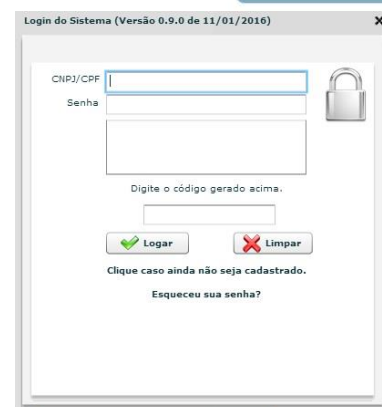 Login do Sistema (Versão 0.9.0 de 11/01/2016)
CNPJ/CPF
Senha
Digite o código gerado acima.
Logar
Limpar
Clique caso ainda não seja cadastrado.
Esqueceu sua senha?